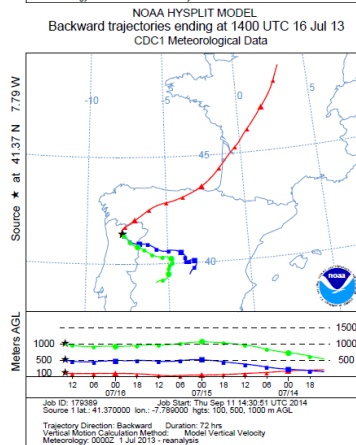 NOAA HYSPLIT MODEL
Backward trajectories ending at 1400 UTC 16 Jul 13
CDC1 Meteorological Data
Source ★ at 41.37 N 7.79 W
-10
-5
0
5
45
40
noaa
Meters AGL
1500
1000 1000
500 500
100
12 06 00 18 12 06 00 18 12 06 00 18
07/16 07/15 07/14
Job ID: 179389 Job Start: Thu Sep 11 14:30:51 UTC 2014
Source 1 lat.: 41.370000 lon.: -7.789000 hgts: 100, 500, 1000 m AGL
Trajectory Direction: Backward Duration: 72 hrs
Vertical Motion Calculation Method: Model Vertical Velocity
Meteorology: 0000Z 1 Jul 2013 - reanalysis